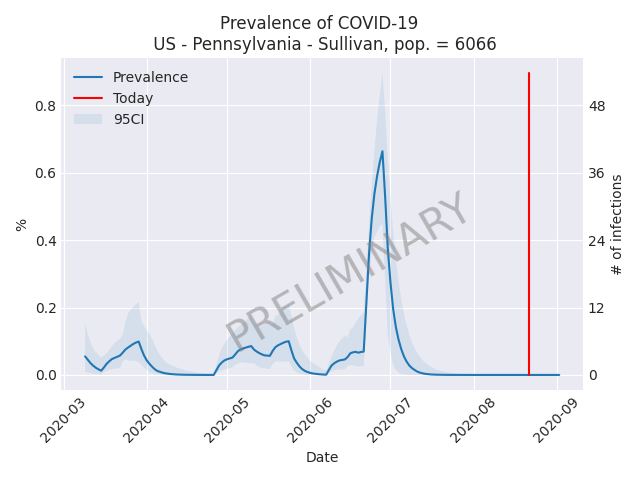 Prevalence of COVID-19
US - Pennsylvania - Sullivan, pop. = 6066
Prevalence
Today
95CI
0.8
0.6
0.4
0.2
0.0
%
48
36
24
12
0
# of infections
PRELIMINARY
2020-03
2020-04
2020-05
2020-06
2020-07
2020-08
2020-09
Date